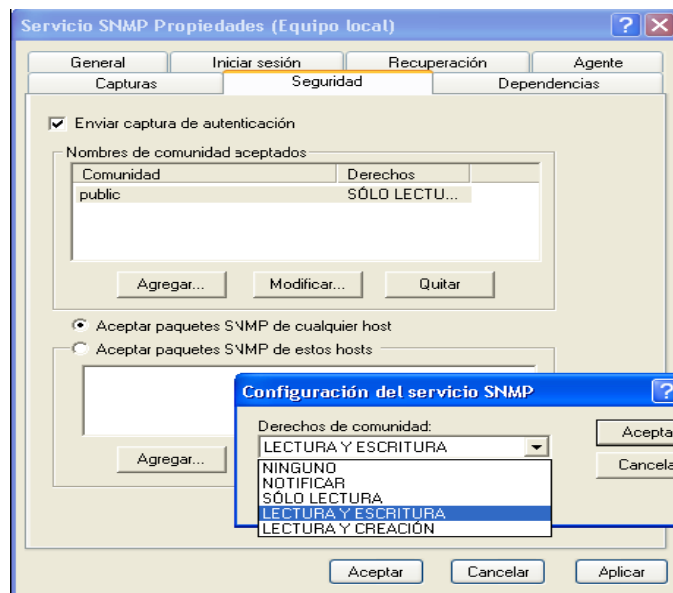 Servicio SNMP Propiedades (Equipo local)
General Iniciar sesión Recuperación Agente
Capturas Seguridad Dependencias
Enviar captura de autenticación
Nombres de comunidad aceptados
Comunidad Derechos
public SÓLO LECTU...
Agregar... Modificar... Quitar
Aceptar paquetes SNMP de cualquier host
Aceptar paquetes SNMP de estos hosts
Configuración del servicio SNMP
Derechos de comunidad:
LECTURA Y ESCRITURA
Acepta
NINGUNO
NOTIFICAR
SÓLO LECTURA
LECTURA Y ESCRITURA
LECTURA Y CREACIÓN
Cancela
Agregar...
Aceptar Cancelar Aplicar